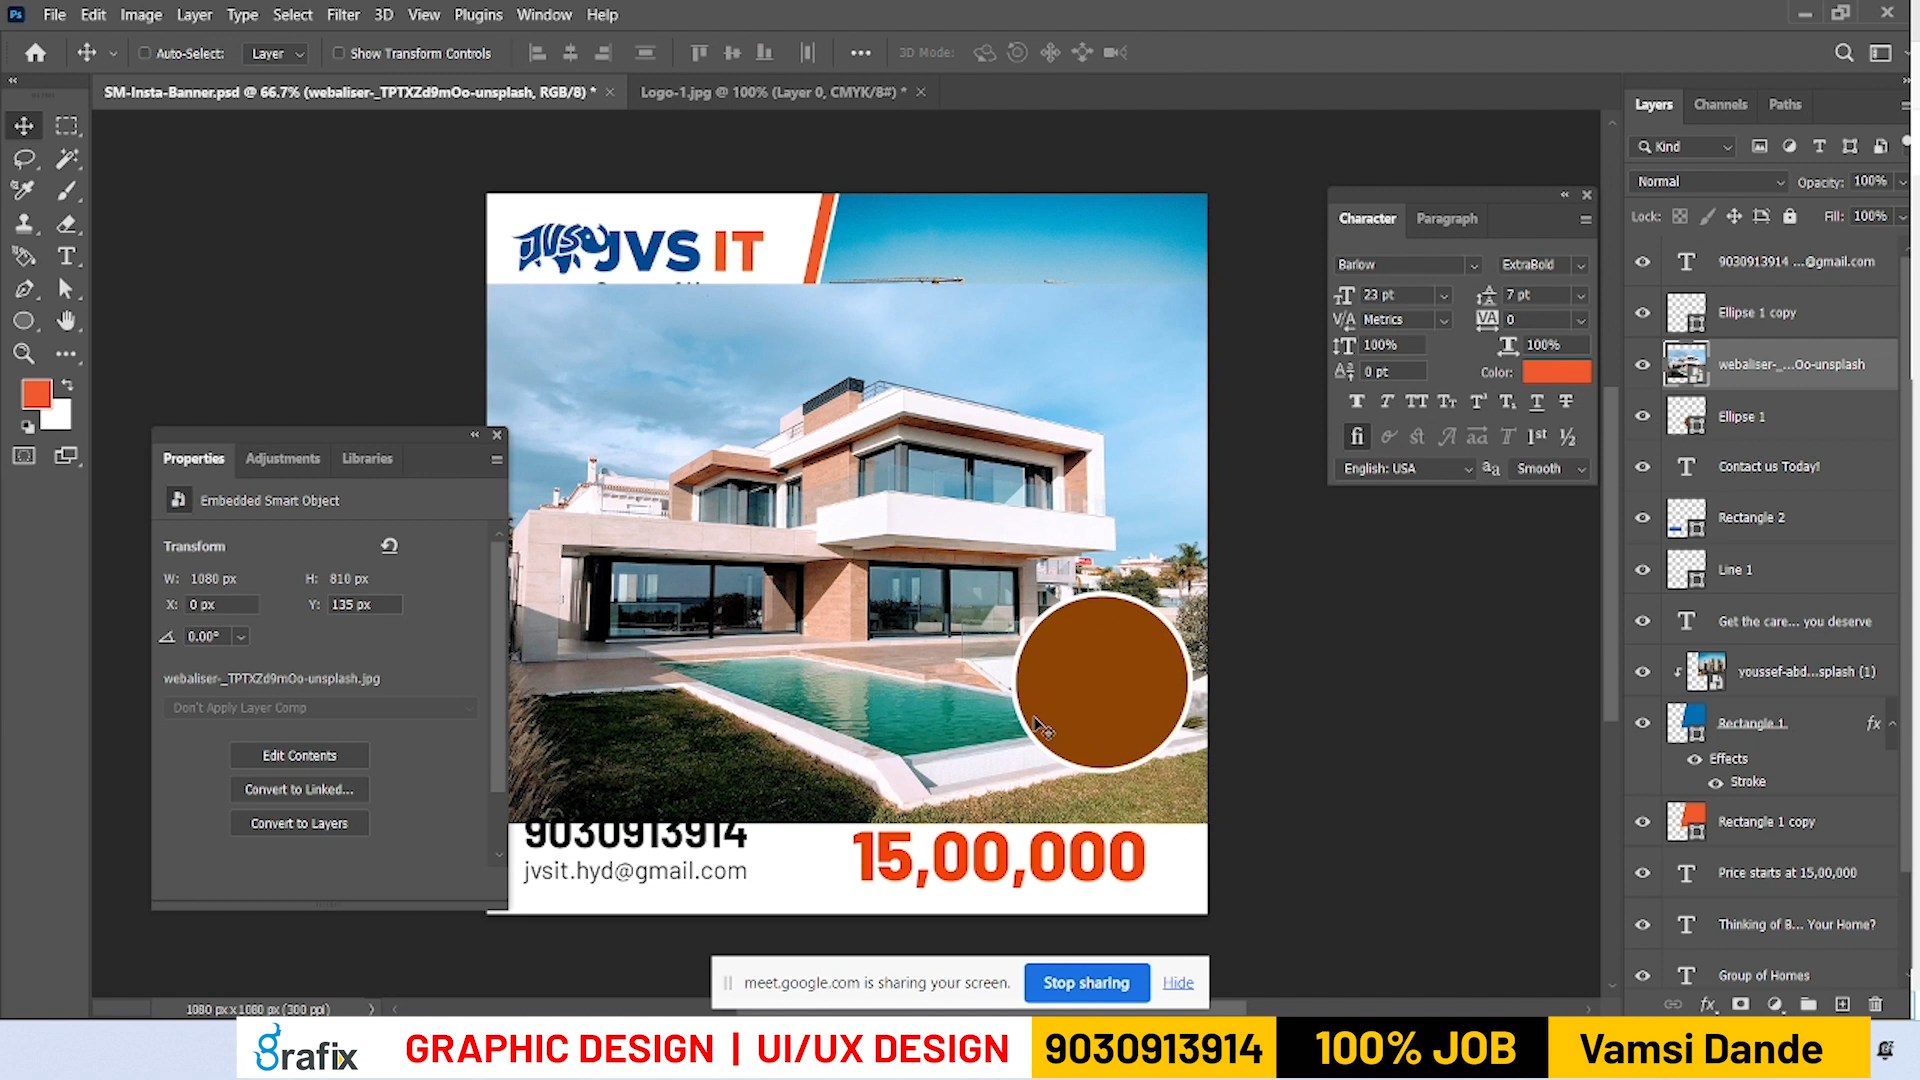 Ps File Edit Image Layer Type Select Filter 3D View Plugins Window Help
Auto-Select: Layer Show Transform Controls 3D Mode:
SM-Insta-Banner.psd @ 66.7% (webaliser-_TPTXZd9mOo-unsplash, RGB/8) *
Logo-1.jpg @ 100% (Layer 0, CMYK/8#) *
JVS JVS IT
9030913914
jvsit.hyd@gmail.com
15,00,000
Properties Adjustments Libraries
Embedded Smart Object
Transform
W: 1080 px H: 810 px
X: 0 px Y: 135 px
0.00°
webaliser-_TPTXZd9mOo-unsplash.jpg
Don't Apply Layer Comp
Edit Contents
Convert to Linked...
Convert to Layers
Character Paragraph
Barlow ExtraBold
23 pt 7 pt
Metrics 0
100% 100%
0 pt Color:
English: USA Smooth
Layers Channels Paths
Kind
Normal Opacity: 100%
Lock: Fill: 100%
9030913914 ...@gmail.com
Ellipse 1 copy
webaliser-_...Oo-unsplash
Ellipse 1
Contact us Today!
Rectangle 2
Line 1
Get the care... you deserve
youssef-abd...splash (1)
Rectangle 1 fx
Effects
Stroke
Rectangle 1 copy
Price starts at 15,00,000
Thinking of B... Your Home?
Group of Homes
meet.google.com is sharing your screen. Stop sharing Hide
1080 px x 1080 px (300 ppi)
grafix GRAPHIC DESIGN | UI/UX DESIGN 9030913914 100% JOB Vamsi Dande